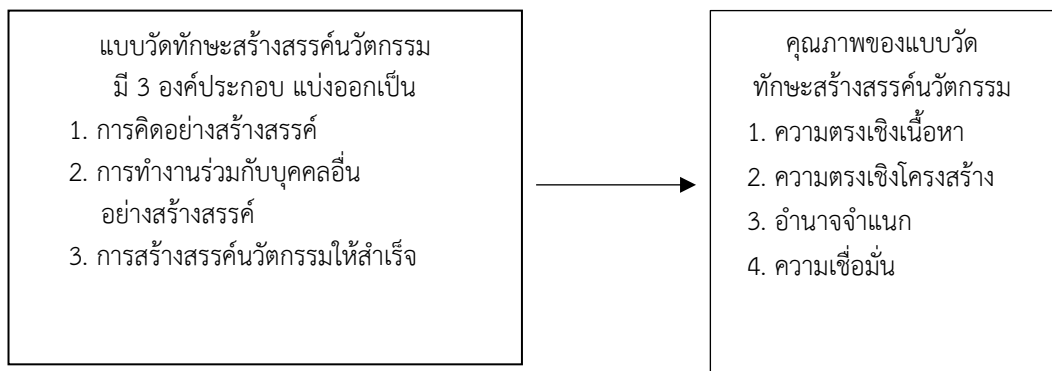 แบบวัดทักษะสร้างสรรค์นวัตกรรม
มี 3 องค์ประกอบ แบ่งออกเป็น
1. การคิดอย่างสร้างสรรค์
2. การทำงานร่วมกับบุคคลอื่น
อย่างสร้างสรรค์
3. การสร้างสรรค์นวัตกรรมให้สำเร็จ
คุณภาพของแบบวัด
ทักษะสร้างสรรค์นวัตกรรม
1. ความตรงเชิงเนื้อหา
2. ความตรงเชิงโครงสร้าง
3. อำนาจจำแนก
4. ความเชื่อมั่น